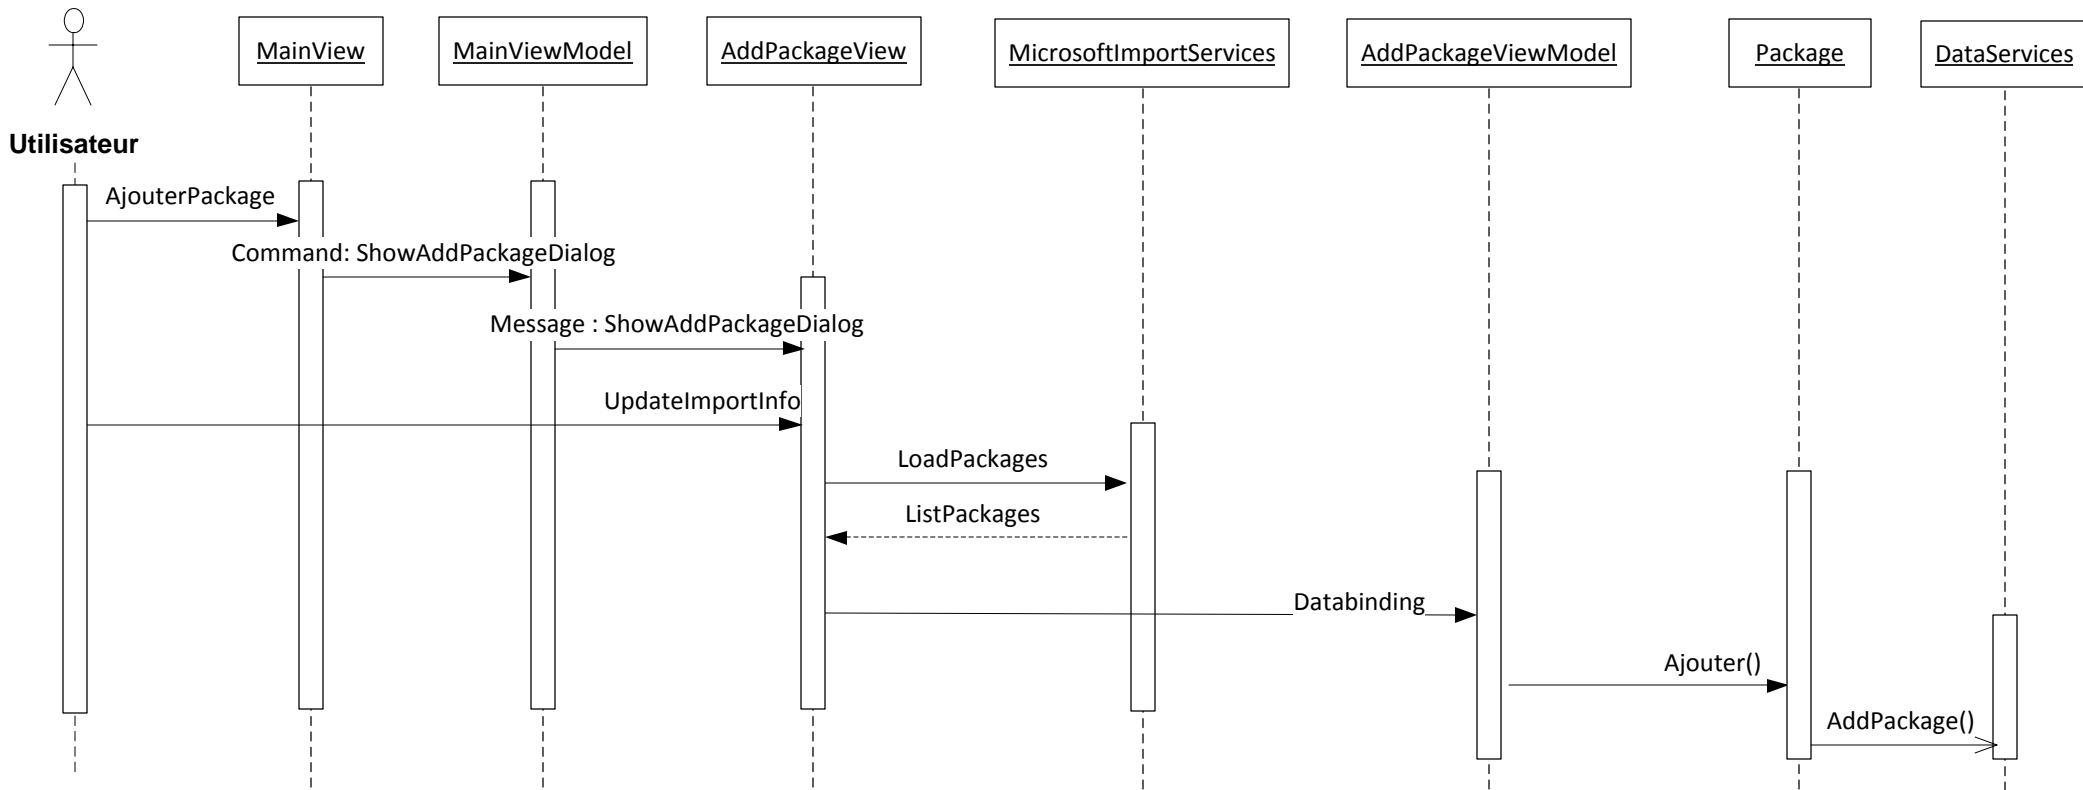 MainView
MainViewModel
AddPackageView
MicrosoftImportServices
AddPackageViewModel
Package
DataServices
Utilisateur
AjouterPackage
Command: ShowAddPackageDialog
Message : ShowAddPackageDialog
UpdateImportInfo
LoadPackages
ListPackages
Databinding
Ajouter()
AddPackage()